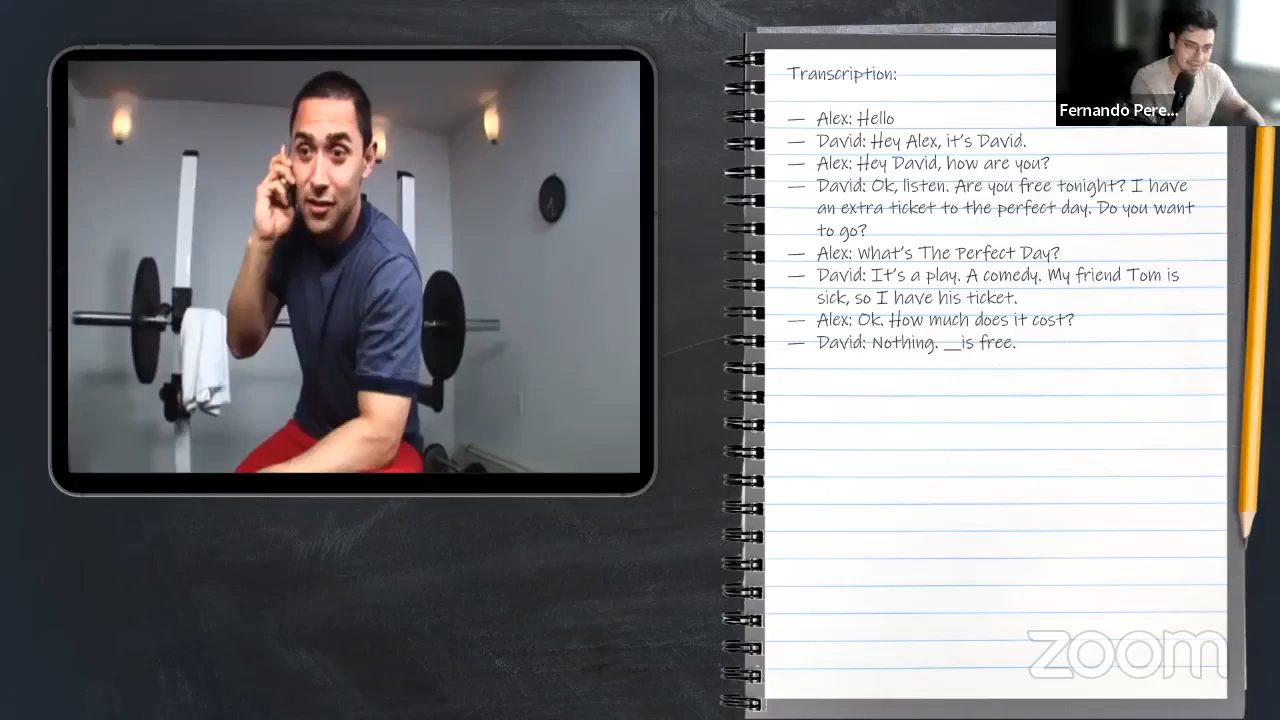 Transcription:
— Alex: Hello
— David: Hey Alex, it's David.
— Alex: Hey David, how are you?
— David: Ok, listen. Are you free tonight? I have
an extra ticket to the perfect day. Do you want
to go?
— Alex: What's The Perfect Day?
— David: It's a play. A comedy. My friend Tom is
sick, so I have his ticket.
— Alex: Ok. How much does it cost?
— David: Nothing. __is free.
Fernando Pere...
zoom